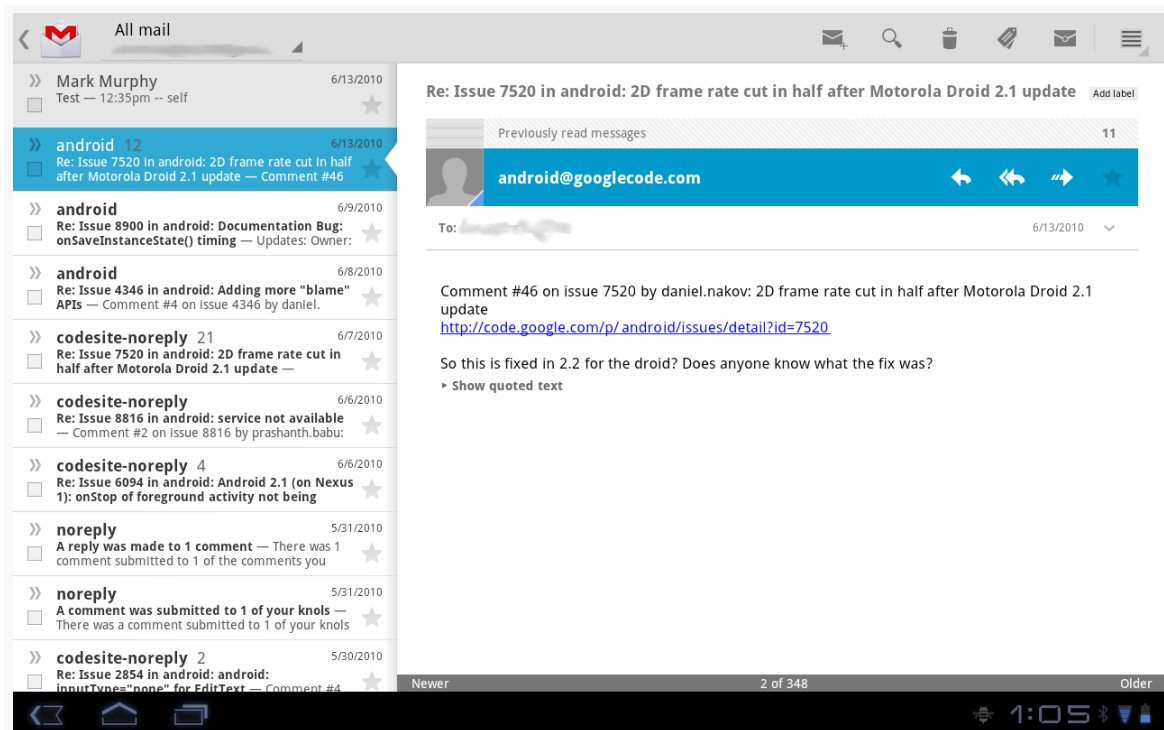 All mail
Mark Murphy
6/13/2010
Test — 12:35pm -- self
android 12
6/13/2010
Re: Issue 7520 in android: 2D frame rate cut in half
after Motorola Droid 2.1 update — Comment #46
android
6/9/2010
Re: Issue 8900 in android: Documentation Bug:
onSaveInstanceState() timing — Updates: Owner:
android
6/8/2010
Re: Issue 4346 in android: Adding more "blame"
APIs — Comment #4 on issue 4346 by daniel.
codesite-noreply 21
6/7/2010
Re: Issue 7520 in android: 2D frame rate cut in
half after Motorola Droid 2.1 update —
codesite-noreply
6/6/2010
Re: Issue 8816 in android: service not available
— Comment #2 on issue 8816 by prashanth.babu:
codesite-noreply 4
6/6/2010
Re: Issue 6094 in android: Android 2.1 (on Nexus
1): onStop of foreground activity not being
noreply
5/31/2010
A reply was made to 1 comment — There was 1
comment submitted to 1 of the comments you
noreply
5/31/2010
A comment was submitted to 1 of your knols —
There was a comment submitted to 1 of your knols
codesite-noreply 2
5/30/2010
Re: Issue 2854 in android: android:
inputType="none" for EditText — Comment #4
Re: Issue 7520 in android: 2D frame rate cut in half after Motorola Droid 2.1 update
Add label
Previously read messages
11
android@googlecode.com
To:
6/13/2010
Comment #46 on issue 7520 by daniel.nakov: 2D frame rate cut in half after Motorola Droid 2.1
update
http://code.google.com/p/android/issues/detail?id=7520
So this is fixed in 2.2 for the droid? Does anyone know what the fix was?
Show quoted text
Newer
2 of 348
Older
1:05